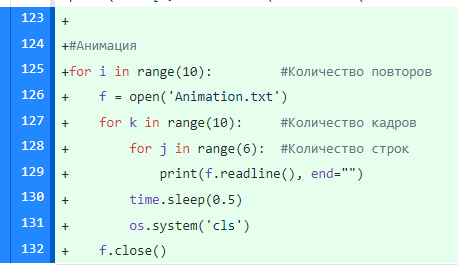 123 +
124 +#Анимация
125 +for i in range(10):         #Количество повторов
126 +    f = open('Animation.txt')
127 +    for k in range(10):     #Количество кадров
128 +        for j in range(6):  #Количество строк
129 +            print(f.readline(), end="")
130 +        time.sleep(0.5)
131 +        os.system('cls')
132 +    f.close()